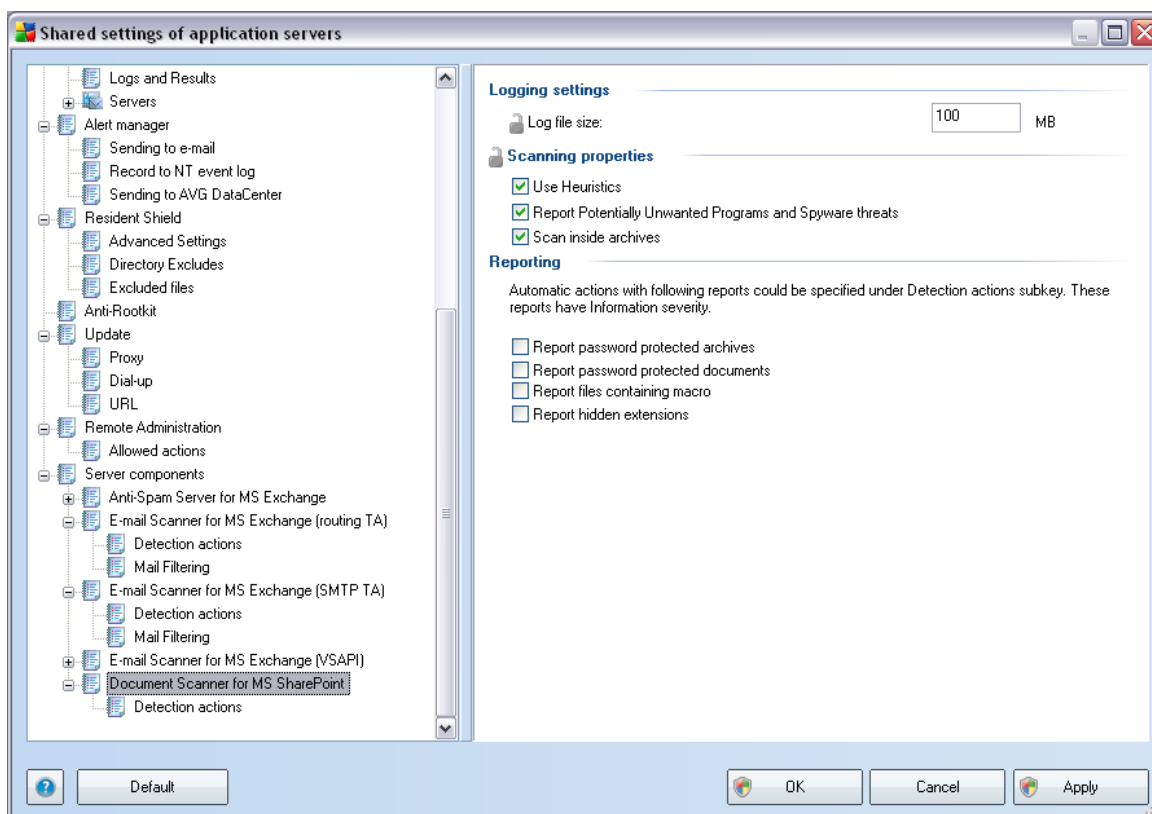 Shared settings of application servers
Logs and Results
Servers
Alert manager
Sending to e-mail
Record to NT event log
Sending to AVG DataCenter
Resident Shield
Advanced Settings
Directory Excludes
Excluded files
Anti-Rootkit
Update
Proxy
Dial-up
URL
Remote Administration
Allowed actions
Server components
Anti-Spam Server for MS Exchange
E-mail Scanner for MS Exchange (routing TA)
Detection actions
Mail Filtering
E-mail Scanner for MS Exchange (SMTP TA)
Detection actions
Mail Filtering
E-mail Scanner for MS Exchange (VSAPI)
Document Scanner for MS SharePoint
Detection actions
Logging settings
Log file size: 100 MB
Scanning properties
Use Heuristics
Report Potentially Unwanted Programs and Spyware threats
Scan inside archives
Reporting
Automatic actions with following reports could be specified under Detection actions subkey. These
reports have Information severity.
Report password protected archives
Report password protected documents
Report files containing macro
Report hidden extensions
Default OK Cancel Apply